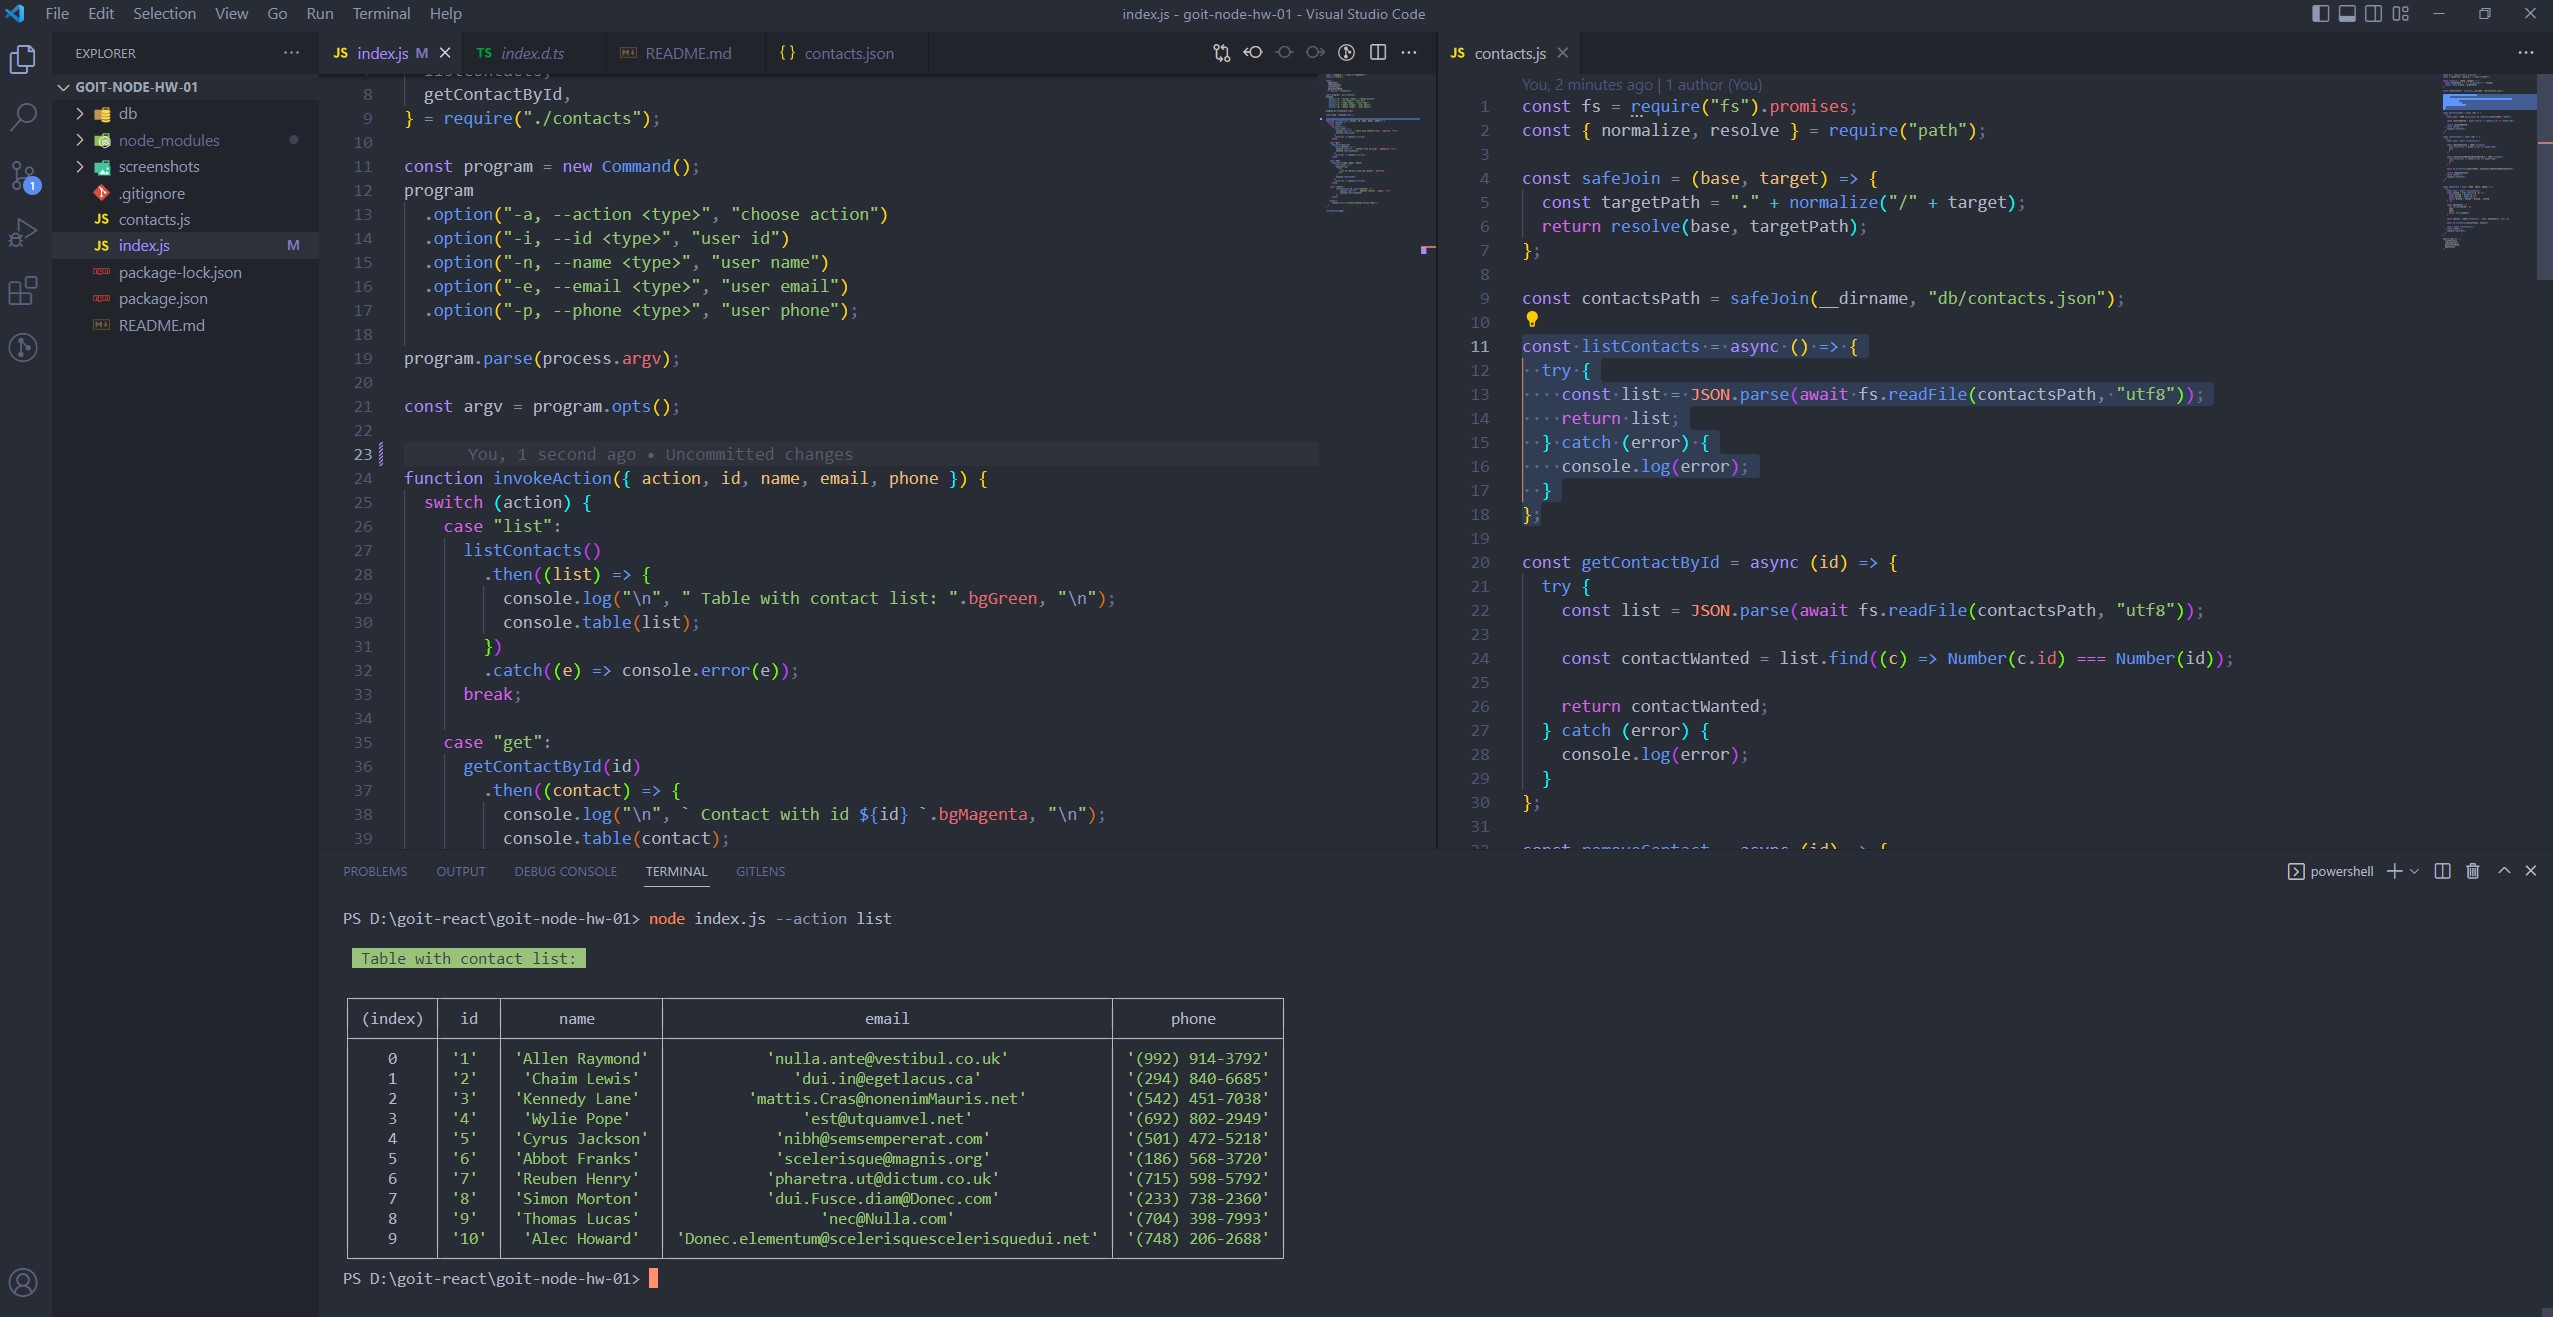 File Edit Selection View Go Run Terminal Help
index.js - goit-node-hw-01 - Visual Studio Code
EXPLORER
GOIT-NODE-HW-01
db
node_modules
screenshots
.gitignore
contacts.js
index.js M
package-lock.json
package.json
README.md
1
JS index.js M
TS index.d.ts
README.md
{} contacts.json
8 getContactById,
9 } = require("./contacts");
10
11 const program = new Command();
12 program
13 .option("-a, --action <type>", "choose action")
14 .option("-i, --id <type>", "user id")
15 .option("-n, --name <type>", "user name")
16 .option("-e, --email <type>", "user email")
17 .option("-p, --phone <type>", "user phone");
18
19 program.parse(process.argv);
20
21 const argv = program.opts();
22
23 You, 1 second ago • Uncommitted changes
24 function invokeAction({ action, id, name, email, phone }) {
25 switch (action) {
26 case "list":
27 listContacts()
28 .then((list) => {
29 console.log("\n", " Table with contact list: ".bgGreen, "\n");
30 console.table(list);
31 })
32 .catch((e) => console.error(e));
33 break;
34
35 case "get":
36 getContactById(id)
37 .then((contact) => {
38 console.log("\n", ` Contact with id ${id} `.bgMagenta, "\n");
39 console.table(contact);
JS contacts.js
You, 2 minutes ago | 1 author (You)
1 const fs = require("fs").promises;
2 const { normalize, resolve } = require("path");
3
4 const safeJoin = (base, target) => {
5 const targetPath = "." + normalize("/" + target);
6 return resolve(base, targetPath);
7 };
8
9 const contactsPath = safeJoin(__dirname, "db/contacts.json");
10
11 const listContacts = async () => {
12 try {
13 const list = JSON.parse(await fs.readFile(contactsPath, "utf8"));
14 return list;
15 } catch (error) {
16 console.log(error);
17 }
18 };
19
20 const getContactById = async (id) => {
21 try {
22 const list = JSON.parse(await fs.readFile(contactsPath, "utf8"));
23
24 const contactWanted = list.find((c) => Number(c.id) === Number(id));
25
26 return contactWanted;
27 } catch (error) {
28 console.log(error);
29 }
30 };
31
PROBLEMS OUTPUT DEBUG CONSOLE TERMINAL GITLENS
powershell
PS D:\goit-react\goit-node-hw-01> node index.js --action list
Table with contact list:
(index) id name email phone
0 '1' 'Allen Raymond' 'nulla.ante@vestibul.co.uk' '(992) 914-3792'
1 '2' 'Chaim Lewis' 'dui.in@egetlacus.ca' '(294) 840-6685'
2 '3' 'Kennedy Lane' 'mattis.Cras@nonenimMauris.net' '(542) 451-7038'
3 '4' 'Wylie Pope' 'est@utquamvel.net' '(692) 802-2949'
4 '5' 'Cyrus Jackson' 'nibh@semsempererat.com' '(501) 472-5218'
5 '6' 'Abbot Franks' 'scelerisque@magnis.org' '(186) 568-3720'
6 '7' 'Reuben Henry' 'pharetra.ut@dictum.co.uk' '(715) 598-5792'
7 '8' 'Simon Morton' 'dui.Fusce.diam@Donec.com' '(233) 738-2360'
8 '9' 'Thomas Lucas' 'nec@Nulla.com' '(704) 398-7993'
9 '10' 'Alec Howard' 'Donec.elementum@scelerisquescelerisquedui.net' '(748) 206-2688'
PS D:\goit-react\goit-node-hw-01>